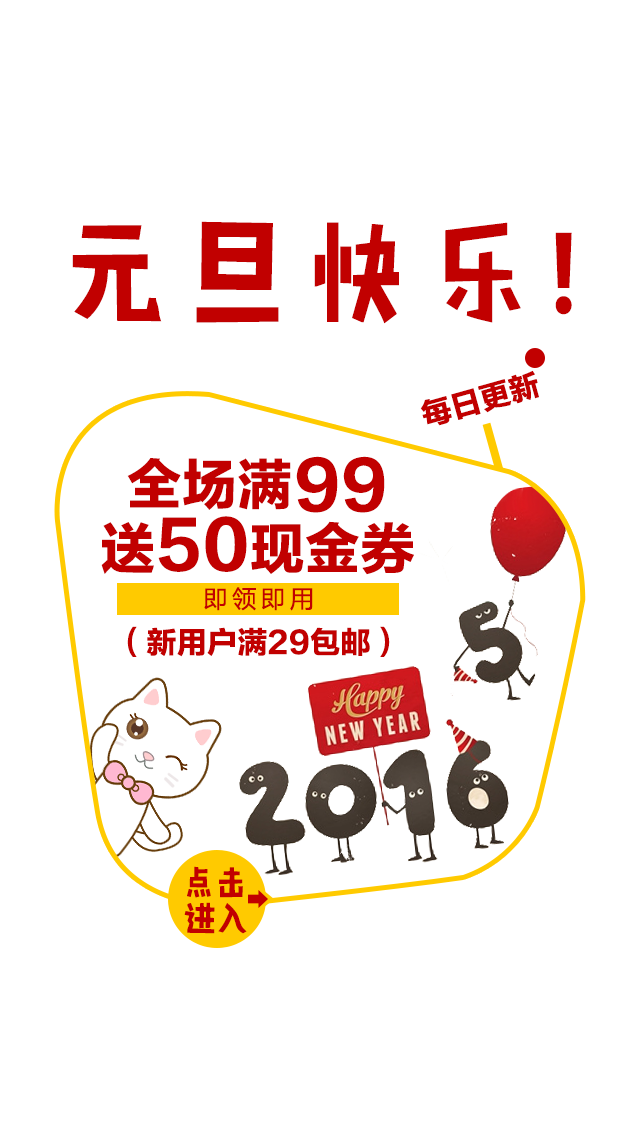 元旦快乐!
每日更新
全场满99
送50现金券
即领即用
(新用户满29包邮)
5
Happy
NEW YEAR
2016
点击
进入